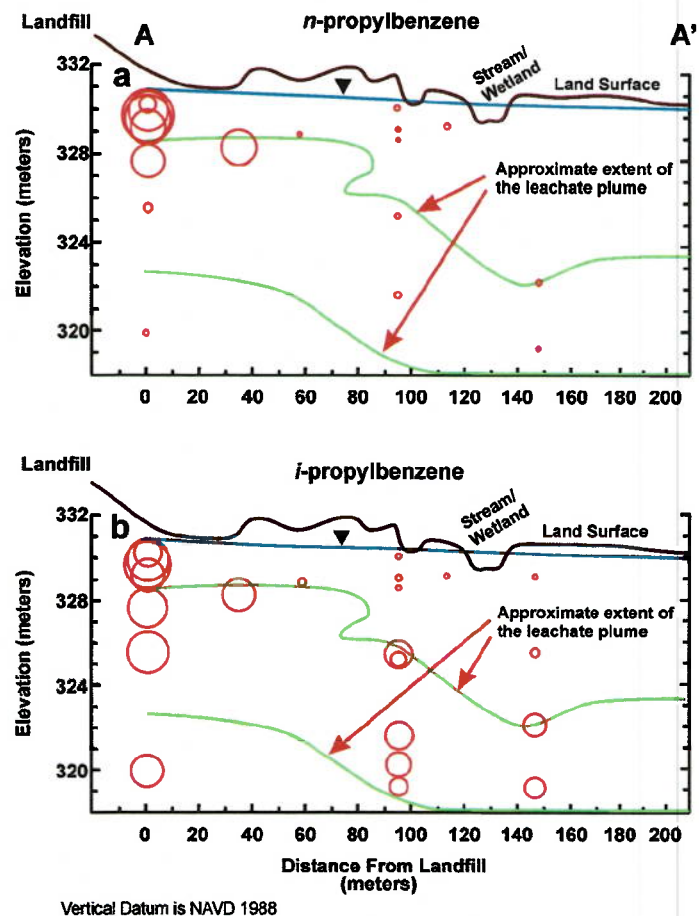 Landfill
A
n-propylbenzene
A'
332
a
Stream/
Wetland
Land Surface
328
Approximate extent of
the leachate plume
324
320
Elevation (meters)
0 20 40 60 80 100 120 140 160 180 200
Landfill
i-propylbenzene
332
b
Stream/
Wetland
Land Surface
328
Approximate extent of
the leachate plume
324
320
Elevation (meters)
0 20 40 60 80 100 120 140 160 180 200
Distance From Landfill
(meters)
Vertical Datum is NAVD 1988